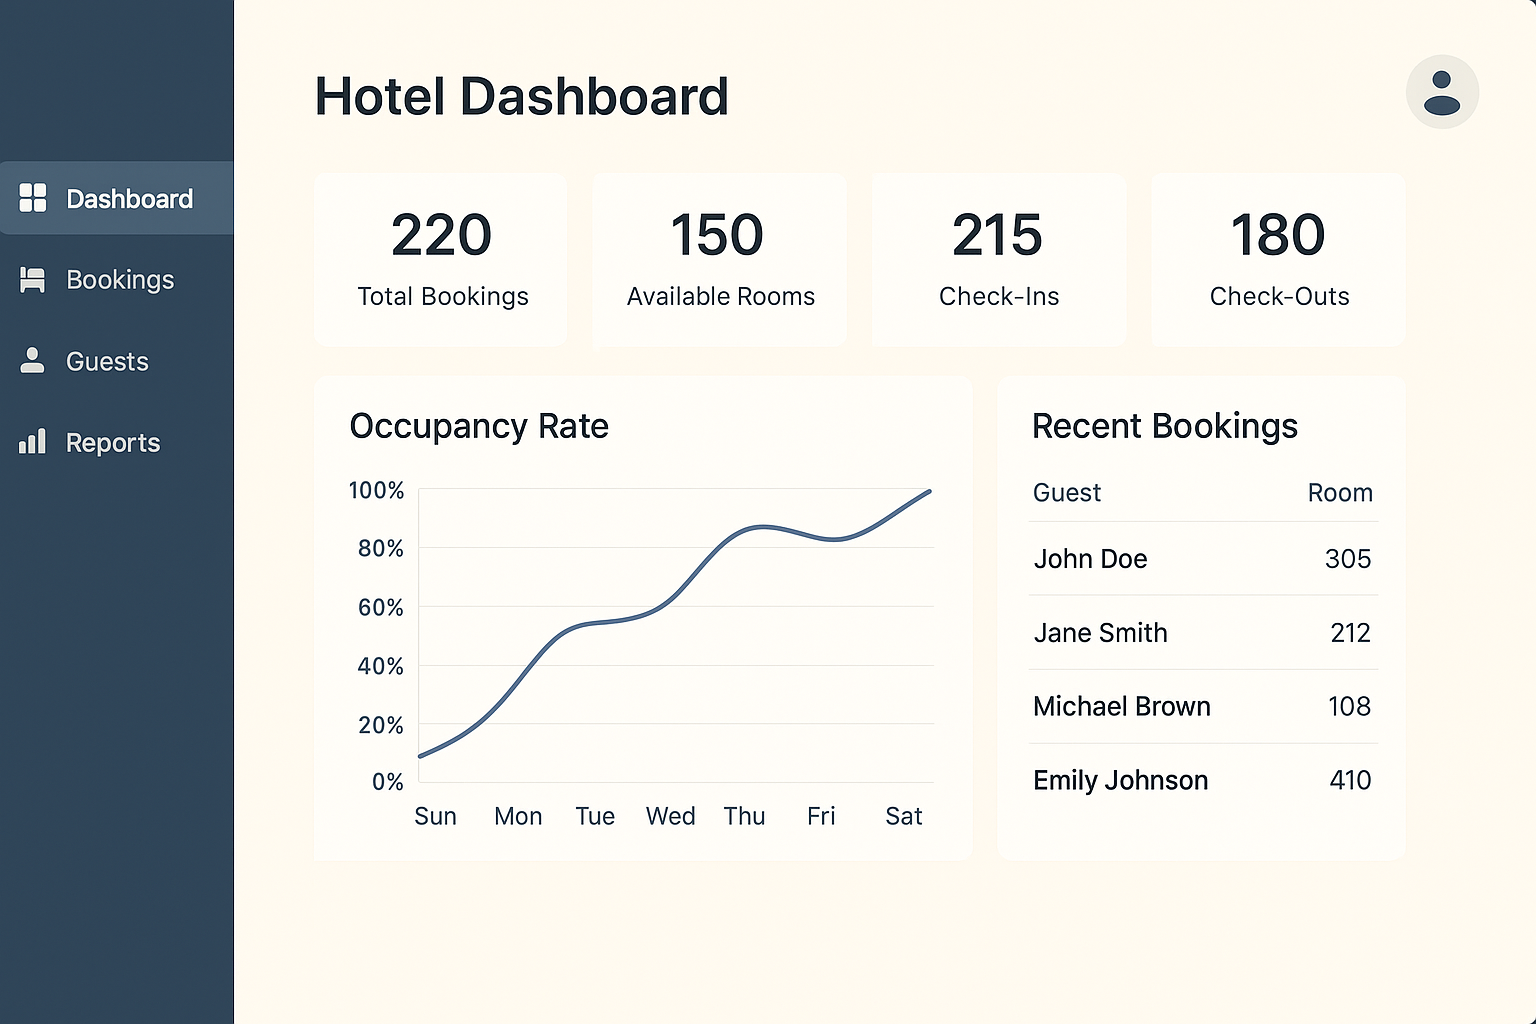 Hotel Dashboard
Dashboard
Bookings
Guests
Reports
220
Total Bookings
150
Available Rooms
215
Check-Ins
180
Check-Outs
Occupancy Rate
100%
80%
60%
40%
20%
0%
Sun Mon Tue Wed Thu Fri Sat
Recent Bookings
Guest Room
John Doe 305
Jane Smith 212
Michael Brown 108
Emily Johnson 410